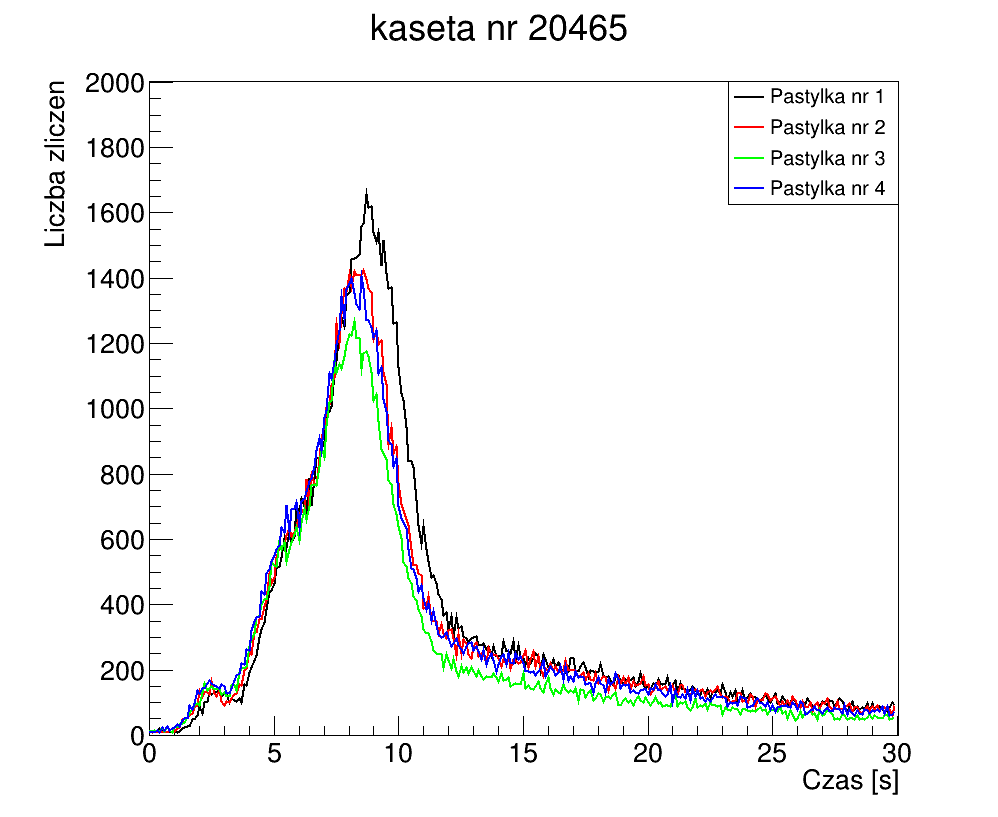 kaseta nr 20465
Liczba zliczen
2000
1800
1600
1400
1200
1000
800
600
400
200
0
Pastylka nr 1
Pastylka nr 2
Pastylka nr 3
Pastylka nr 4
0 5 10 15 20 25 30
Czas [s]